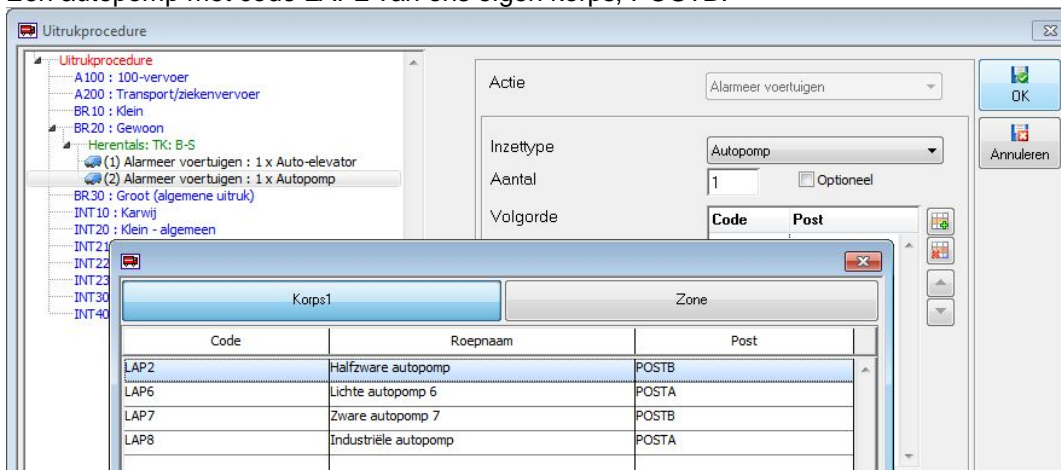 Een autopomp met code LAP2 van ons eigen korps, POSTB.
Uitrukprocedure
Uitrukprocedure
A100 : 100-vervoer
A200 : Transport/ziekenvervoer
BR10 : Klein
BR20 : Gewoon
Herentals: TK: B-S
(1) Alarmeer voertuigen : 1 x Auto-elevator
(2) Alarmeer voertuigen : 1 x Autopomp
BR30 : Groot (algemene uitruk)
INT10 : Karwij
INT20 : Klein - algemeen
INT21
INT22
INT23
INT30
INT40
Actie
Alarmeer voertuigen
Inzettype
Autopomp
Aantal
1
Optioneel
Volgorde
Code Post
OK
Annuleren
Korps1 Zone
Code Roepnaam Post
LAP2 Halfzware autopomp POSTB
LAP6 Lichte autopomp 6 POSTA
LAP7 Zware autopomp 7 POSTB
LAP8 Industriële autopomp POSTA